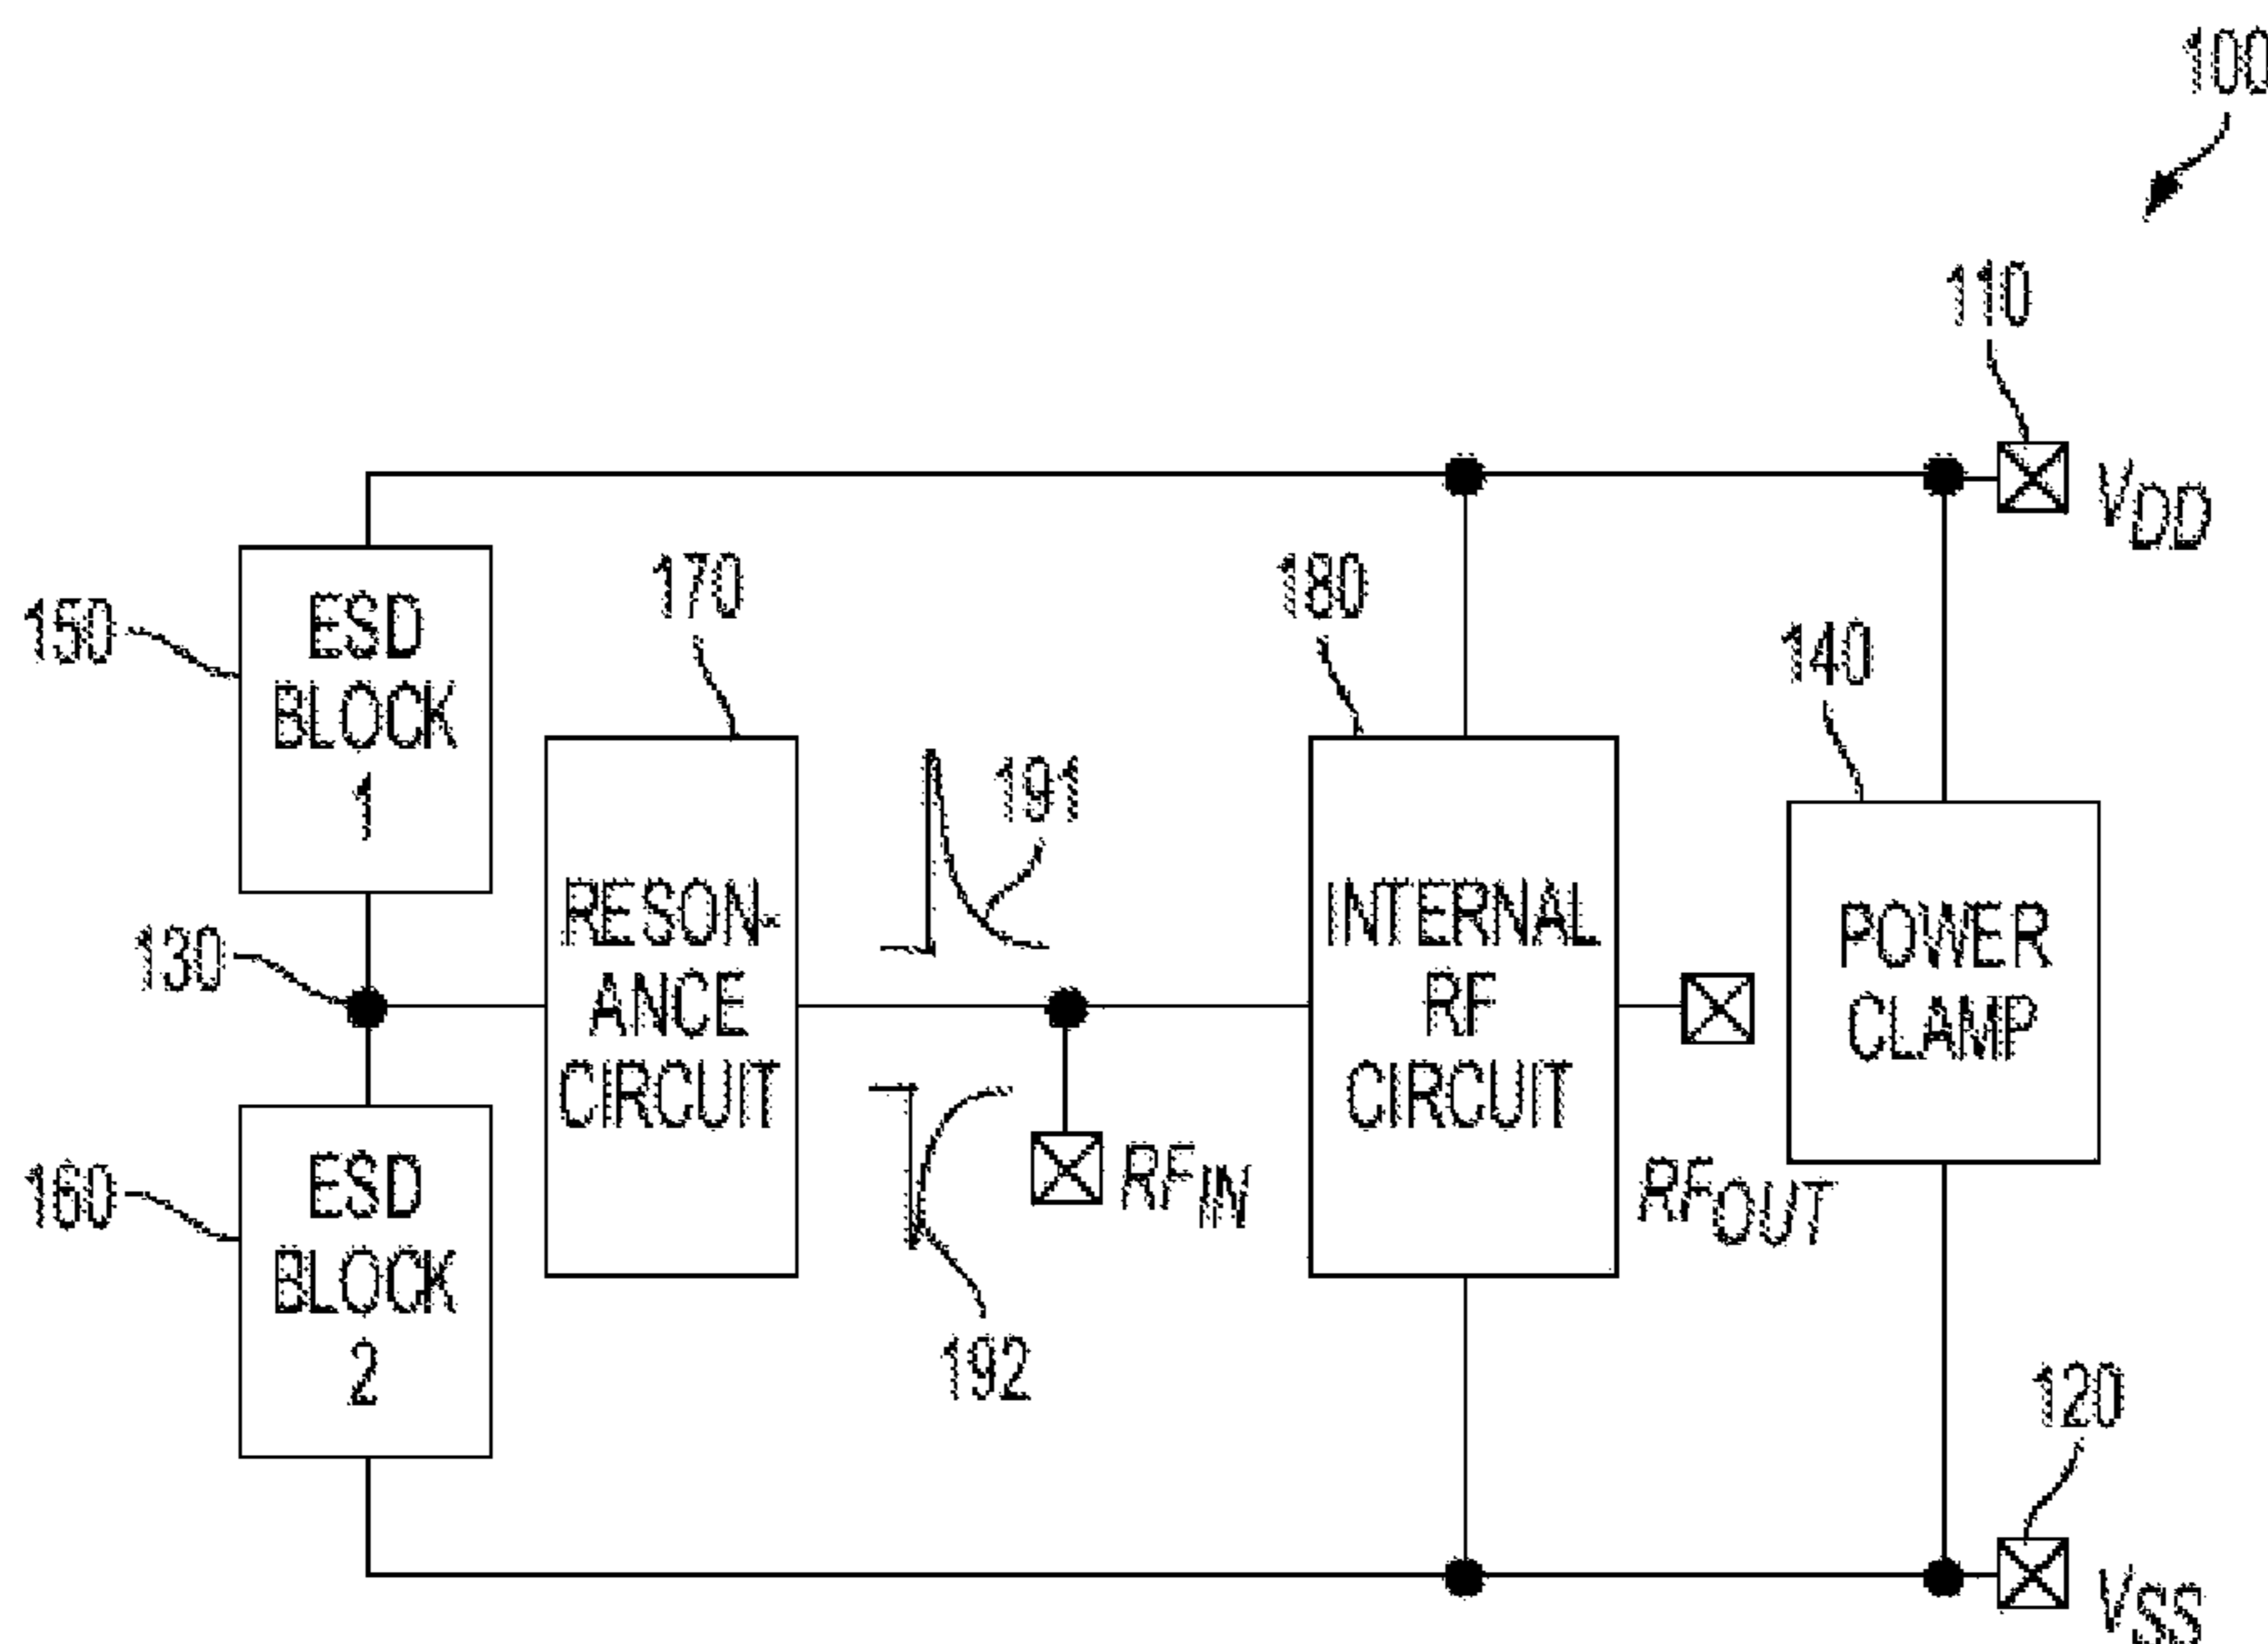 100
110
VDD
150
ESD
BLOCK
1
170
180
140
191
130
RESON-
ANCE
CIRCUIT
INTERNAL
RF
CIRCUIT
POWER
CLAMP
160
ESD
BLOCK
2
RFIN
RFOUT
192
120
VSS